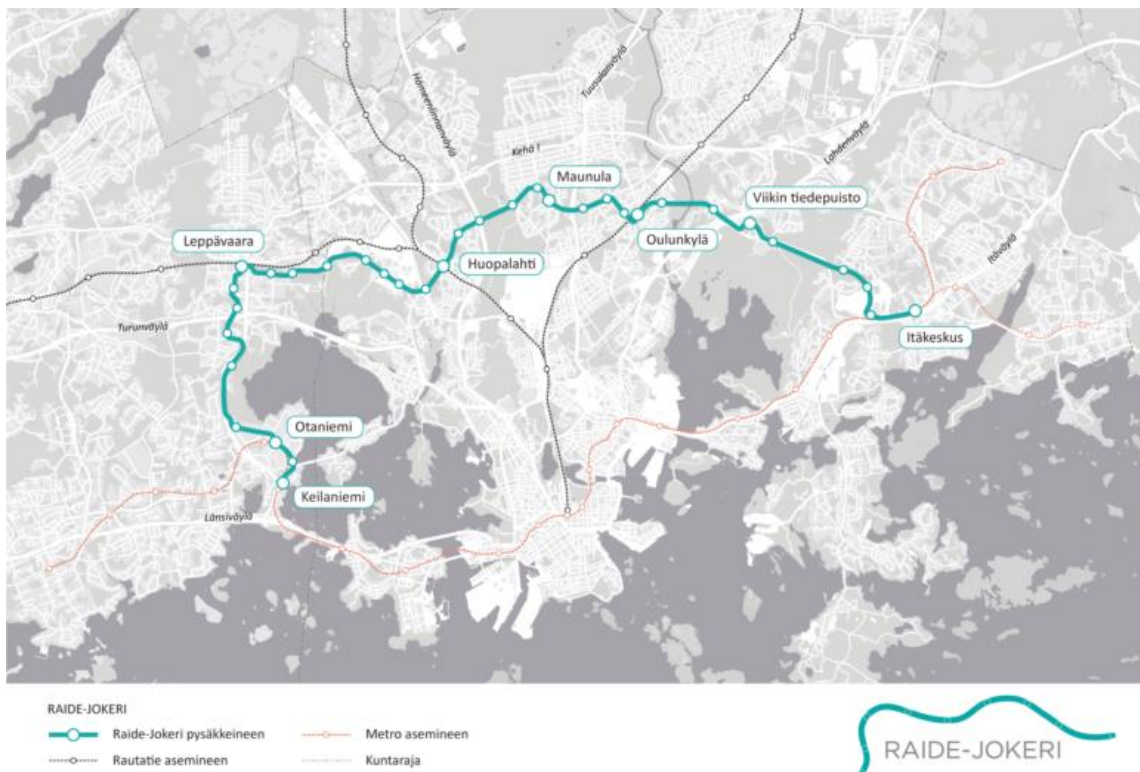 Hämeenlinnanväylä
Tuusulanväylä
Kehä I
Lahdenväylä
Maunula
Viikin tiedepuisto
Leppävaara
Oulunkylä
Itäväylä
Huopalahti
Turunväylä
Itäkeskus
Otaniemi
Keilaniemi
Länsiväylä
RAIDE-JOKERI
Raide-Jokeri pysäkkeineen
Metro asemineen
Rautatie asemineen
Kuntaraja
RAIDE-JOKERI